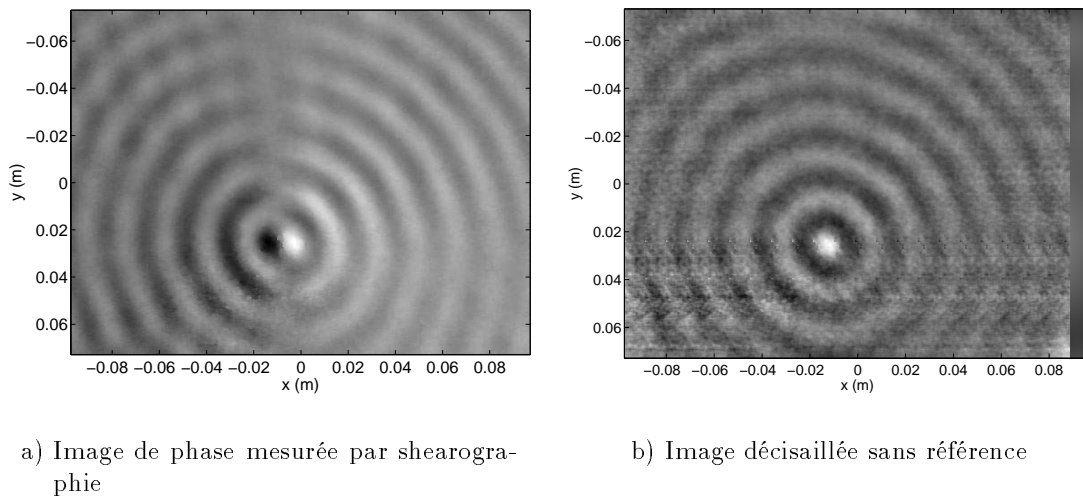 −0.06
−0.04
−0.02
0
0.02
0.04
0.06
y (m)
−0.08 −0.06 −0.04 −0.02 0 0.02 0.04 0.06 0.08
x (m)
−0.06
−0.04
−0.02
0
0.02
0.04
0.06
y (m)
−0.08 −0.06 −0.04 −0.02 0 0.02 0.04 0.06 0.08
x (m)
a) Image de phase mesurée par shearogra-
phie
b) Image décisaillée sans référence